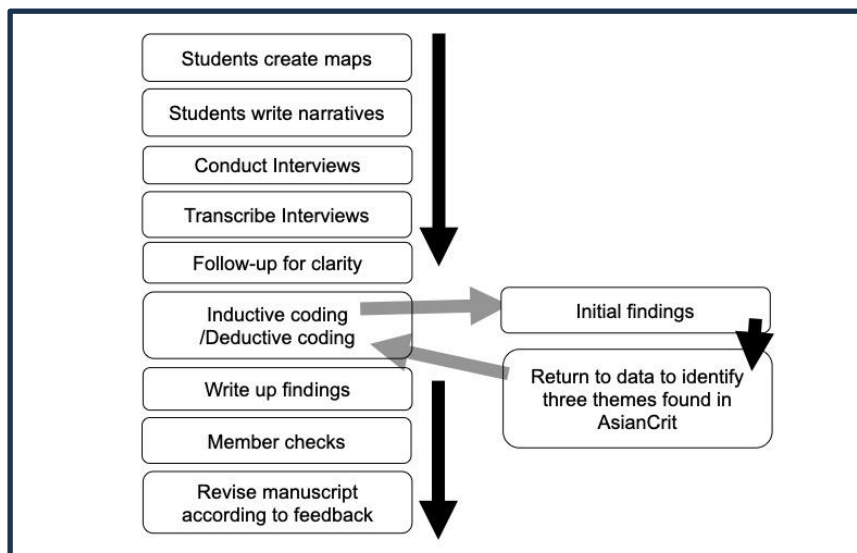 Students create maps
Students write narratives
Conduct Interviews
Transcribe Interviews
Follow-up for clarity
Inductive coding
/Deductive coding
Initial findings
Return to data to identify
three themes found in
AsianCrit
Write up findings
Member checks
Revise manuscript
according to feedback